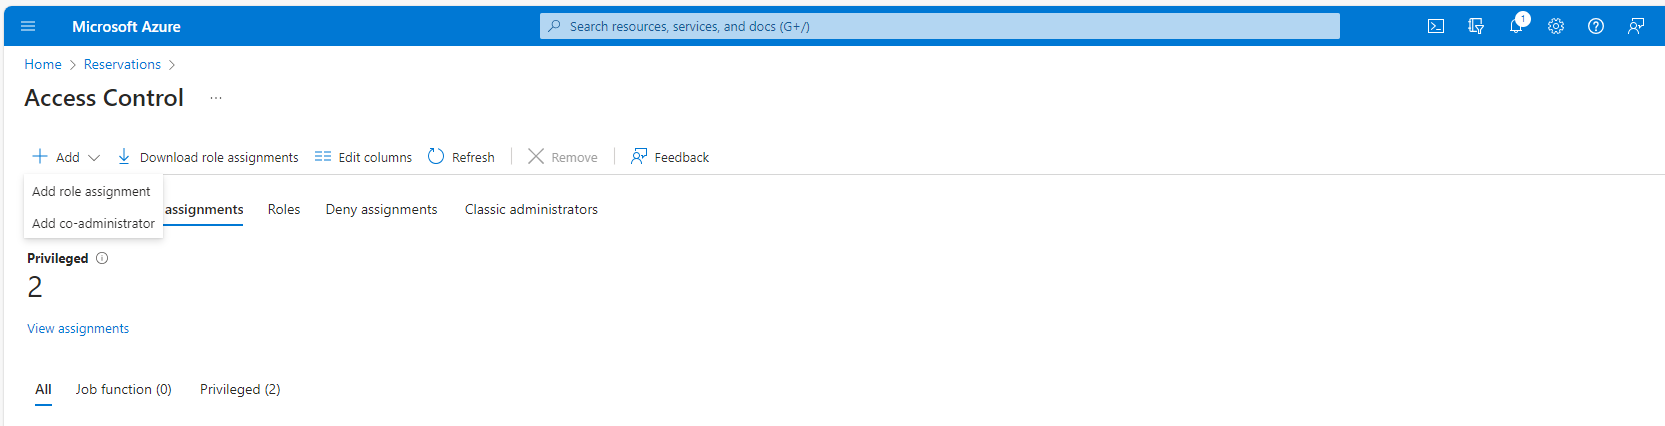 Microsoft Azure
Search resources, services, and docs (G+/)
1
Home > Reservations >
Access Control ...
Add Download role assignments Edit columns Refresh Remove Feedback
Add role assignment
Add co-administrator
assignments Roles Deny assignments Classic administrators
Privileged
2
View assignments
All Job function (0) Privileged (2)